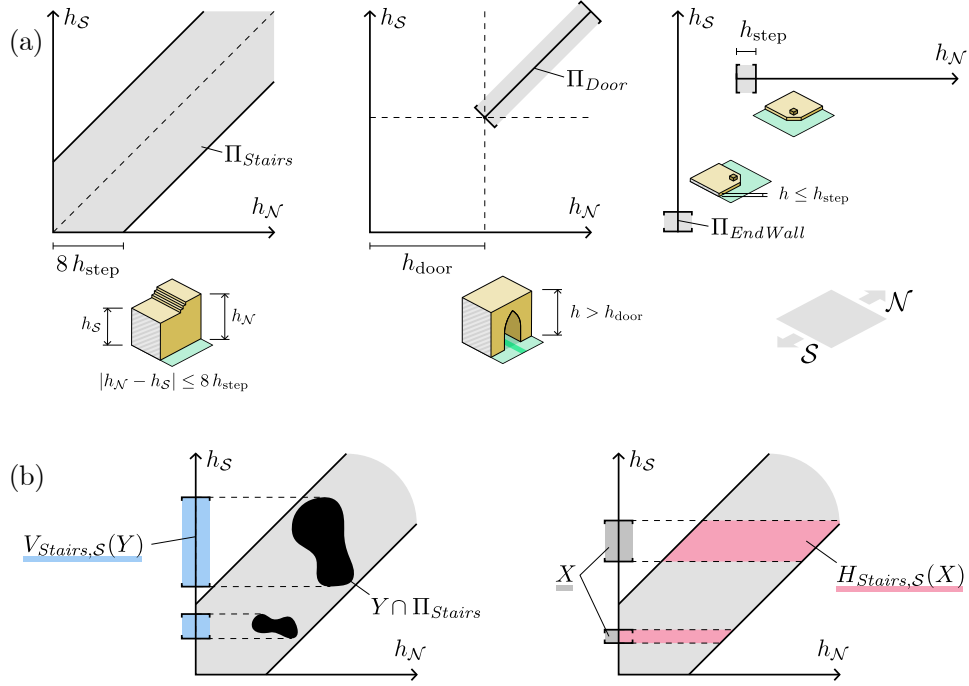 (a)
h_𝒮
Π_Stairs
h_𝒩
8 h_step
h_𝒮
h_𝒩
|h_𝒩 − h_𝒮| ≤ 8 h_step
h_𝒮
Π_Door
h_𝒩
h_door
h > h_door
h_𝒮
h_step
h_𝒩
h ≤ h_step
Π_EndWall
𝒩
𝒮
(b)
h_𝒮
V_Stairs,𝒮(Y)
Y ∩ Π_Stairs
h_𝒩
h_𝒮
X
H_Stairs,𝒮(X)
h_𝒩